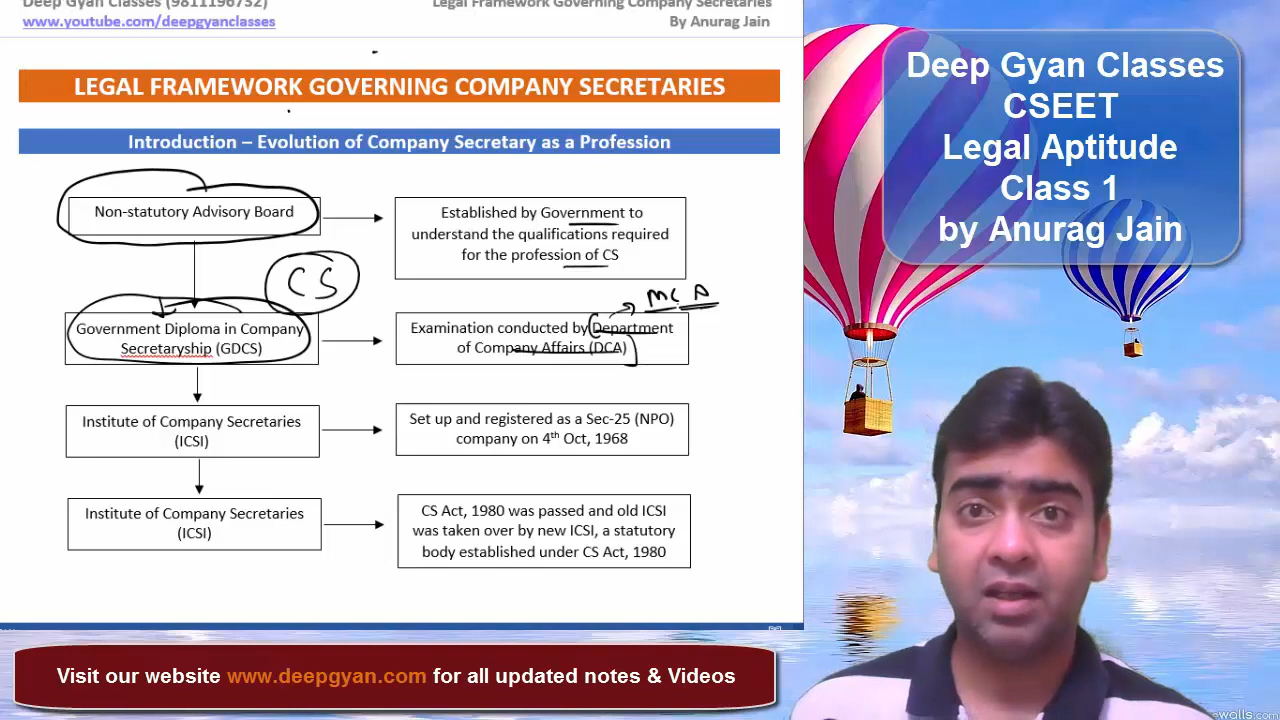 Deep Gyan Classes (9811196732)
Legal Framework Governing Company Secretaries
www.youtube.com/deepgyanclasses
By Anurag Jain
LEGAL FRAMEWORK GOVERNING COMPANY SECRETARIES
Introduction – Evolution of Company Secretary as a Profession
Non-statutory Advisory Board
Established by Government to
understand the qualifications required
for the profession of CS
CS
MCA
Government Diploma in Company
Secretaryship (GDCS)
Examination conducted by Department
of Company Affairs (DCA)
Institute of Company Secretaries
(ICSI)
Set up and registered as a Sec-25 (NPO)
company on 4th Oct, 1968
Institute of Company Secretaries
(ICSI)
CS Act, 1980 was passed and old ICSI
was taken over by new ICSI, a statutory
body established under CS Act, 1980
Deep Gyan Classes
CSEET
Legal Aptitude
Class 1
by Anurag Jain
Visit our website www.deepgyan.com for all updated notes & Videos
ewalls.com